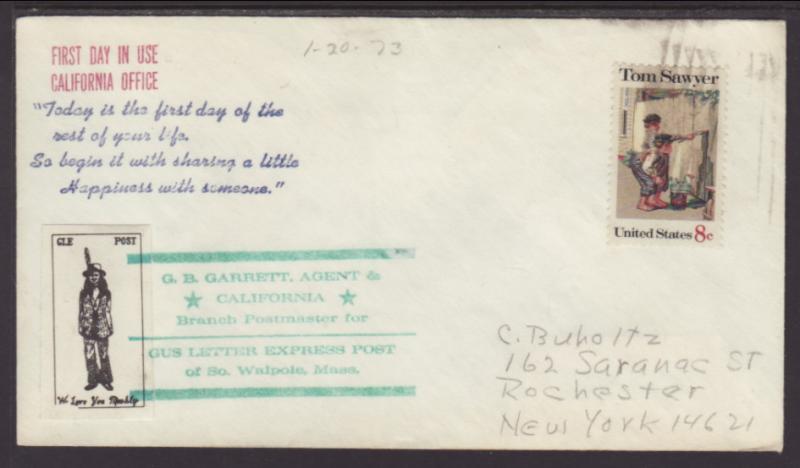 FIRST DAY IN USE
CALIFORNIA OFFICE
1-20-73
"Today is the first day of the
rest of your life.
So begin it with sharing a little
Happiness with someone."
Tom Sawyer
United States 8c
GLE POST
We Love You
G. B. GARRETT, AGENT &
★ CALIFORNIA ★
Branch Postmaster for
GUS LETTER EXPRESS POST
of So. Walpole, Mass.
C. Buholtz
162 Saranac ST
Rochester
New York 14621